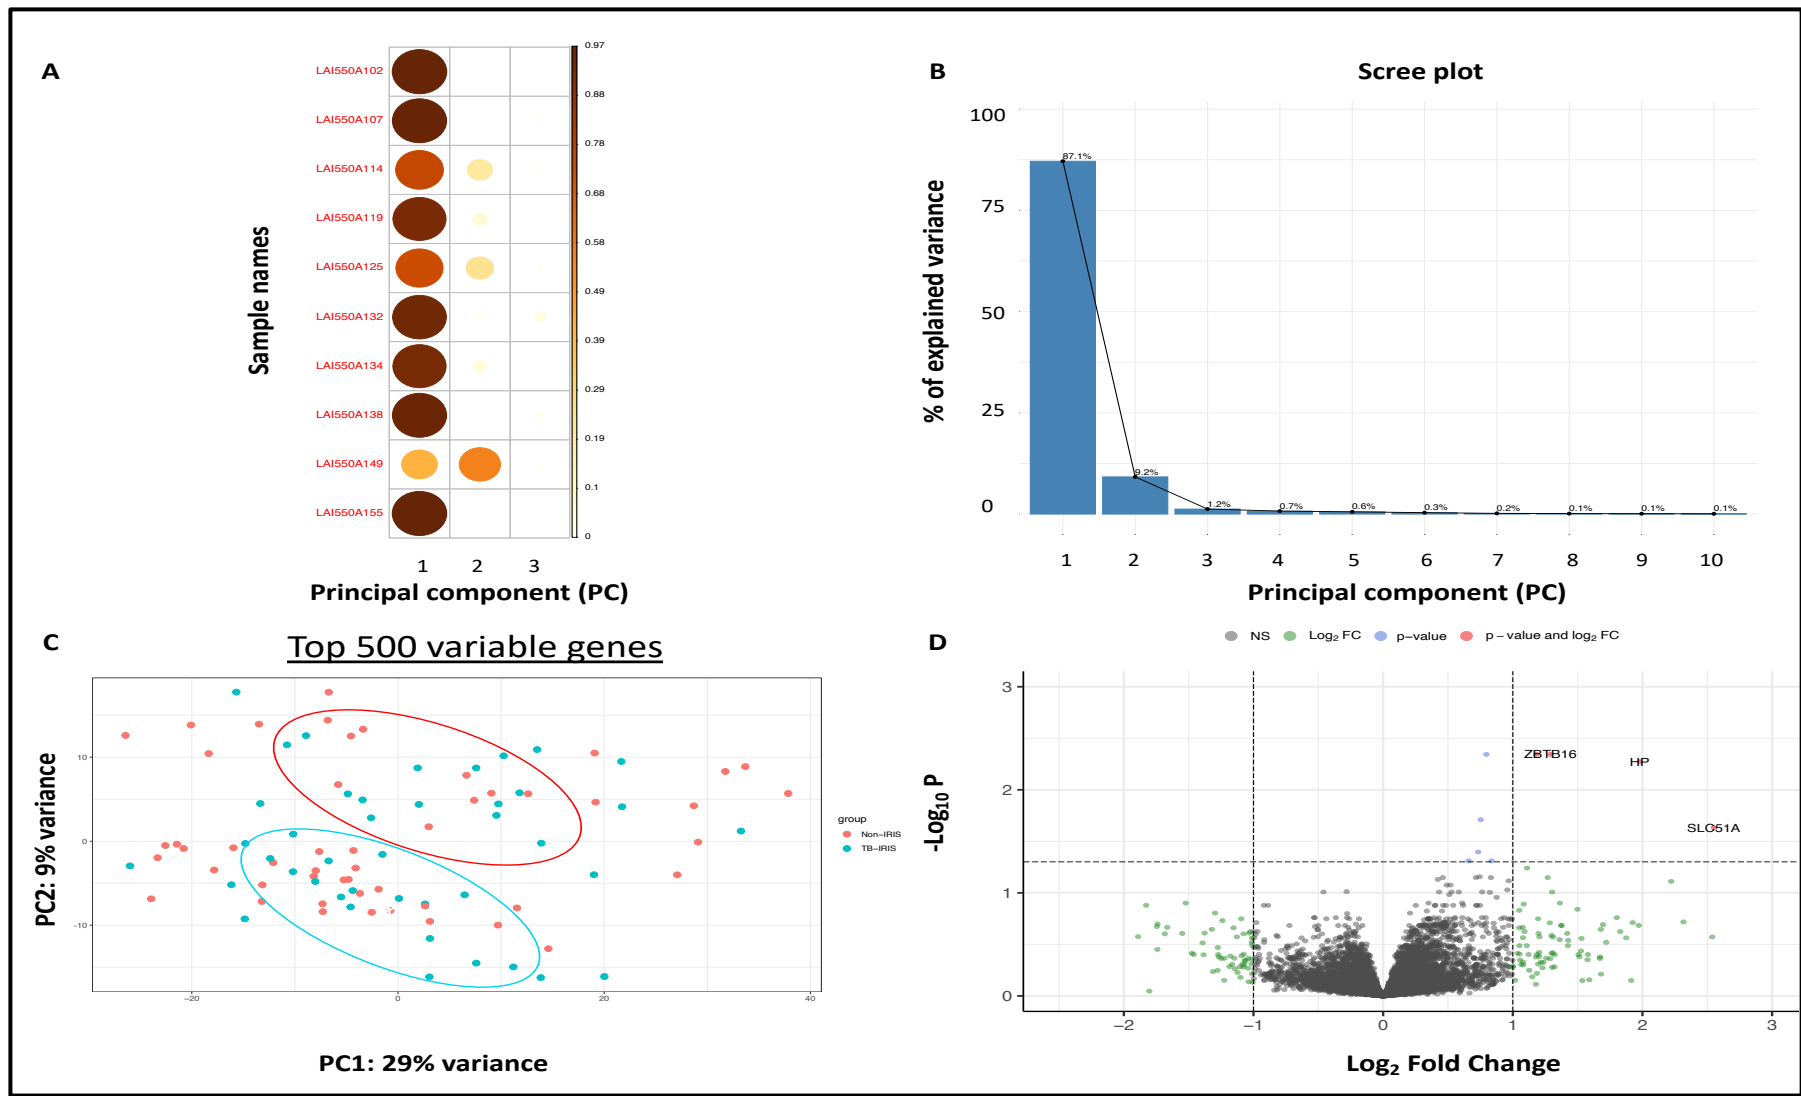 A
LAI550A102
LAI550A107
LAI550A114
LAI550A119
LAI550A125
LAI550A132
LAI550A134
LAI550A138
LAI550A149
LAI550A155
Sample names
0.97
0.88
0.78
0.68
0.58
0.49
0.39
0.29
0.19
0.1
0
1 2 3
Principal component (PC)
B
Scree plot
% of explained variance
100
75
50
25
0
87.1%
9.2%
1.2%
0.7%
0.6%
0.3%
0.2%
0.1%
0.1%
0.1%
1 2 3 4 5 6 7 8 9 10
Principal component (PC)
C
Top 500 variable genes
PC2: 9% variance
10
0
-10
-20 0 20 40
PC1: 29% variance
group
Non-IRIS
TB-IRIS
D
NS Log2 FC p-value p - value and log2 FC
-Log10 P
3
2
1
0
ZBTB16
HP
SLC51A
-2 -1 0 1 2 3
Log2 Fold Change